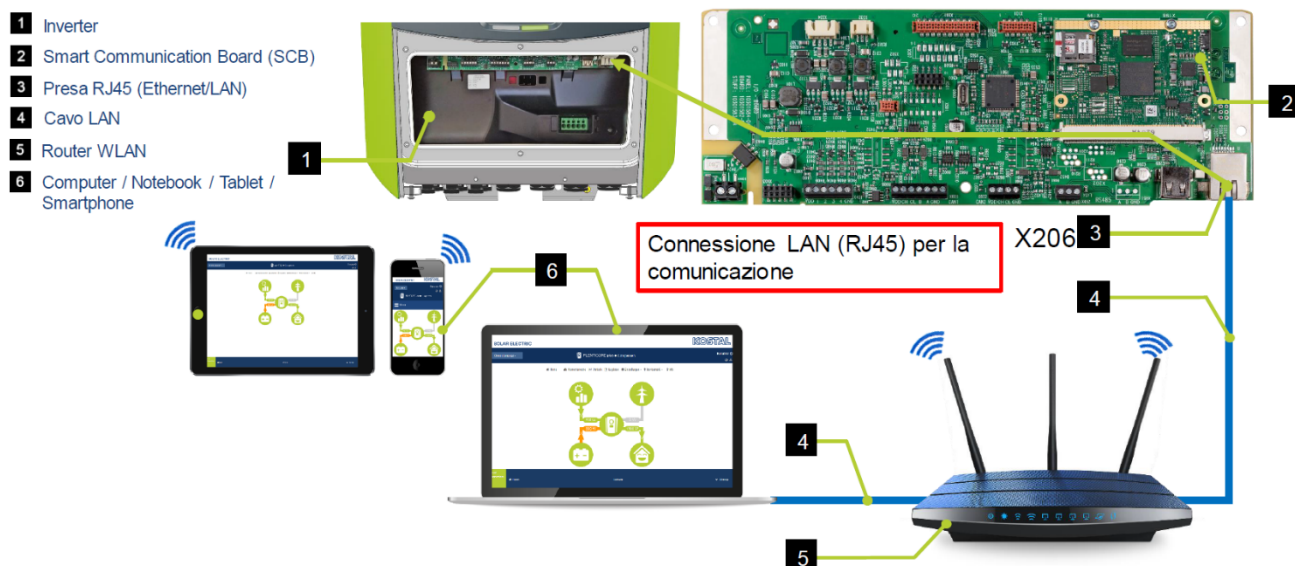 1 Inverter
2 Smart Communication Board (SCB)
3 Presa RJ45 (Ethernet/LAN)
4 Cavo LAN
5 Router WLAN
6 Computer / Notebook / Tablet /
Smartphone
1
2
Connessione LAN (RJ45) per la
comunicazione
X206
3
6
4
SOLAR ELECTRIC
KOSTAL
4
5